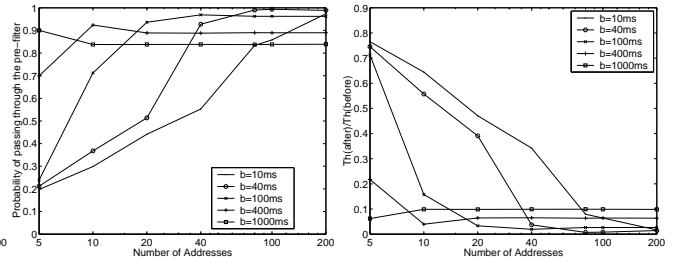 1
0.9
0.8
0.7
0.6
0.5
0.4
0.3
0.2
0.1
0
Probability of passing through the pre−filter
00
5 10 20 40 80 100 200
Number of Addresses
b=10ms
b=40ms
b=100ms
b=400ms
b=1000ms
0.9
0.8
0.7
0.6
0.5
0.4
0.3
0.2
0.1
0
Th(after)/Th(before)
5 10 20 40 80 100 200
Number of Addresses
b=10ms
b=40ms
b=100ms
b=400ms
b=1000ms